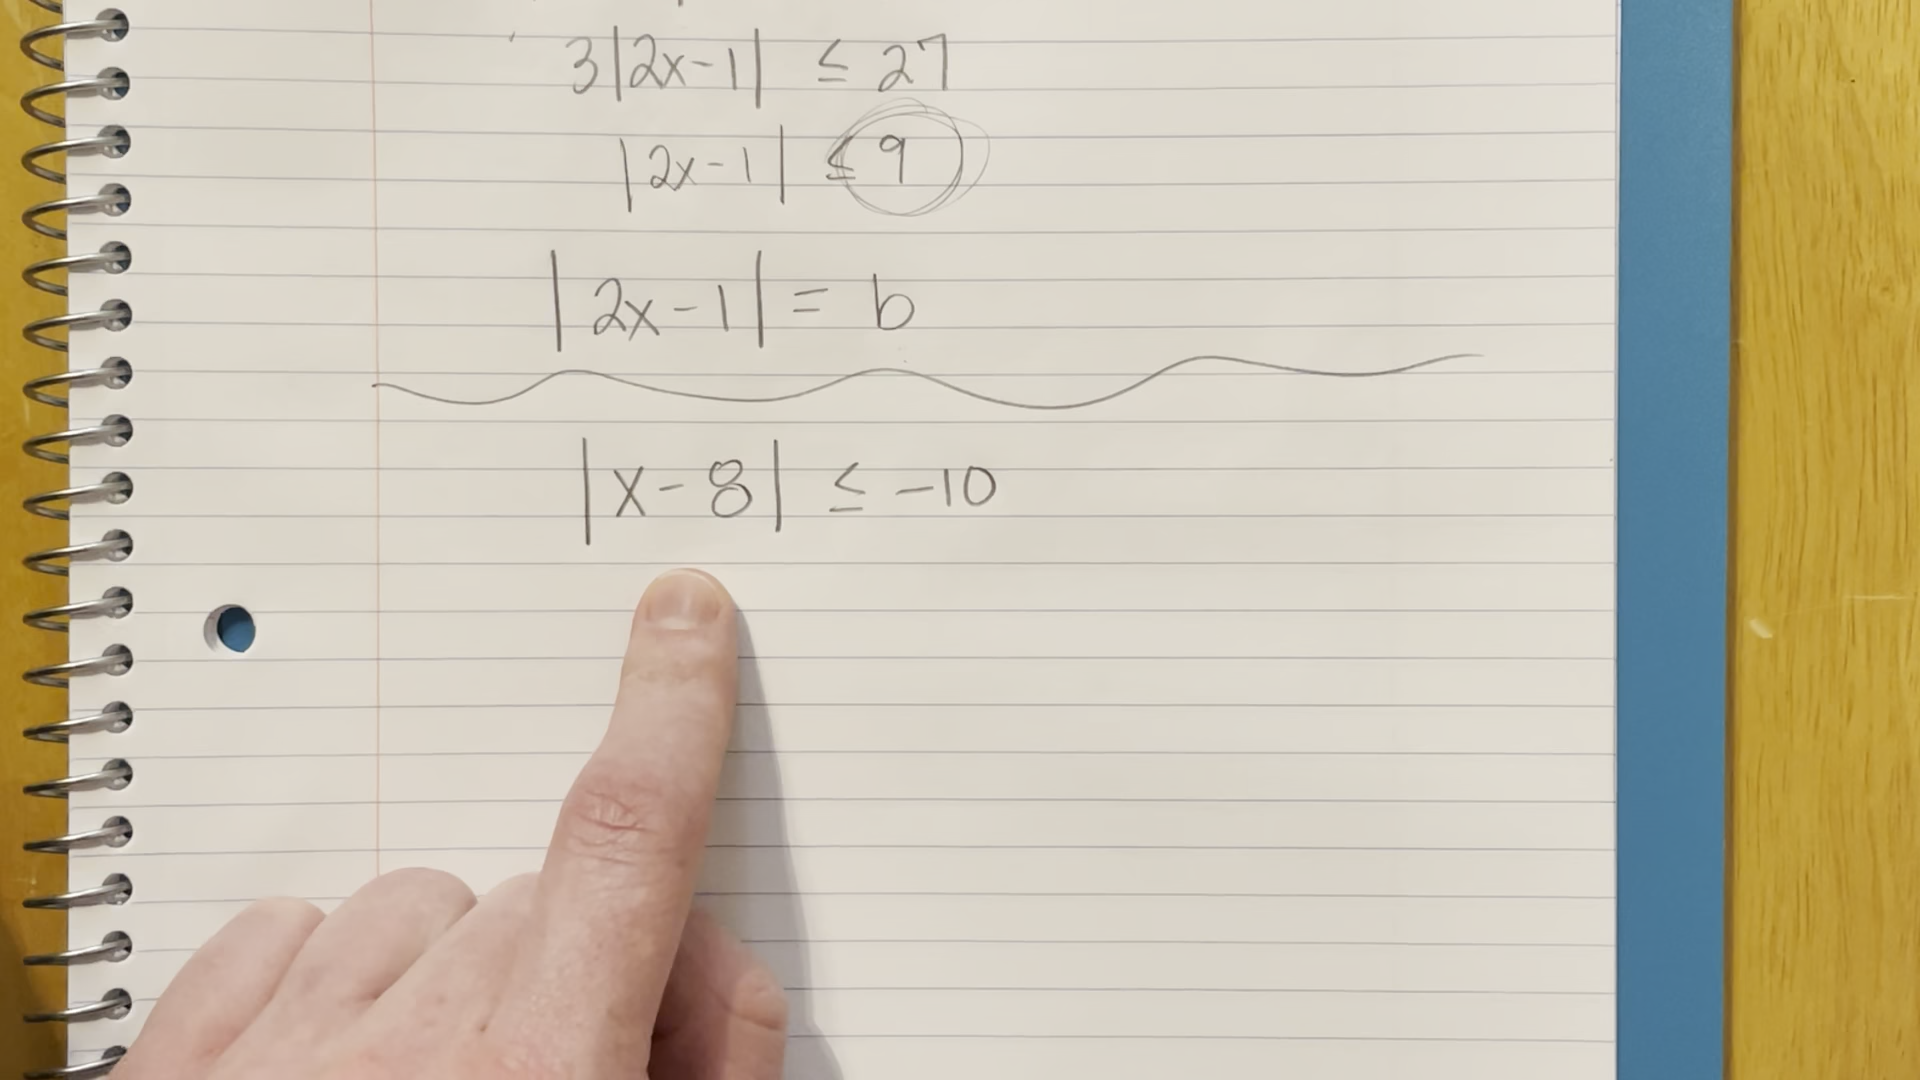 3|2x-1| ≤ 27
|2x-1| ≤ 9
|2x-1| = b
|x-8| ≤ -10